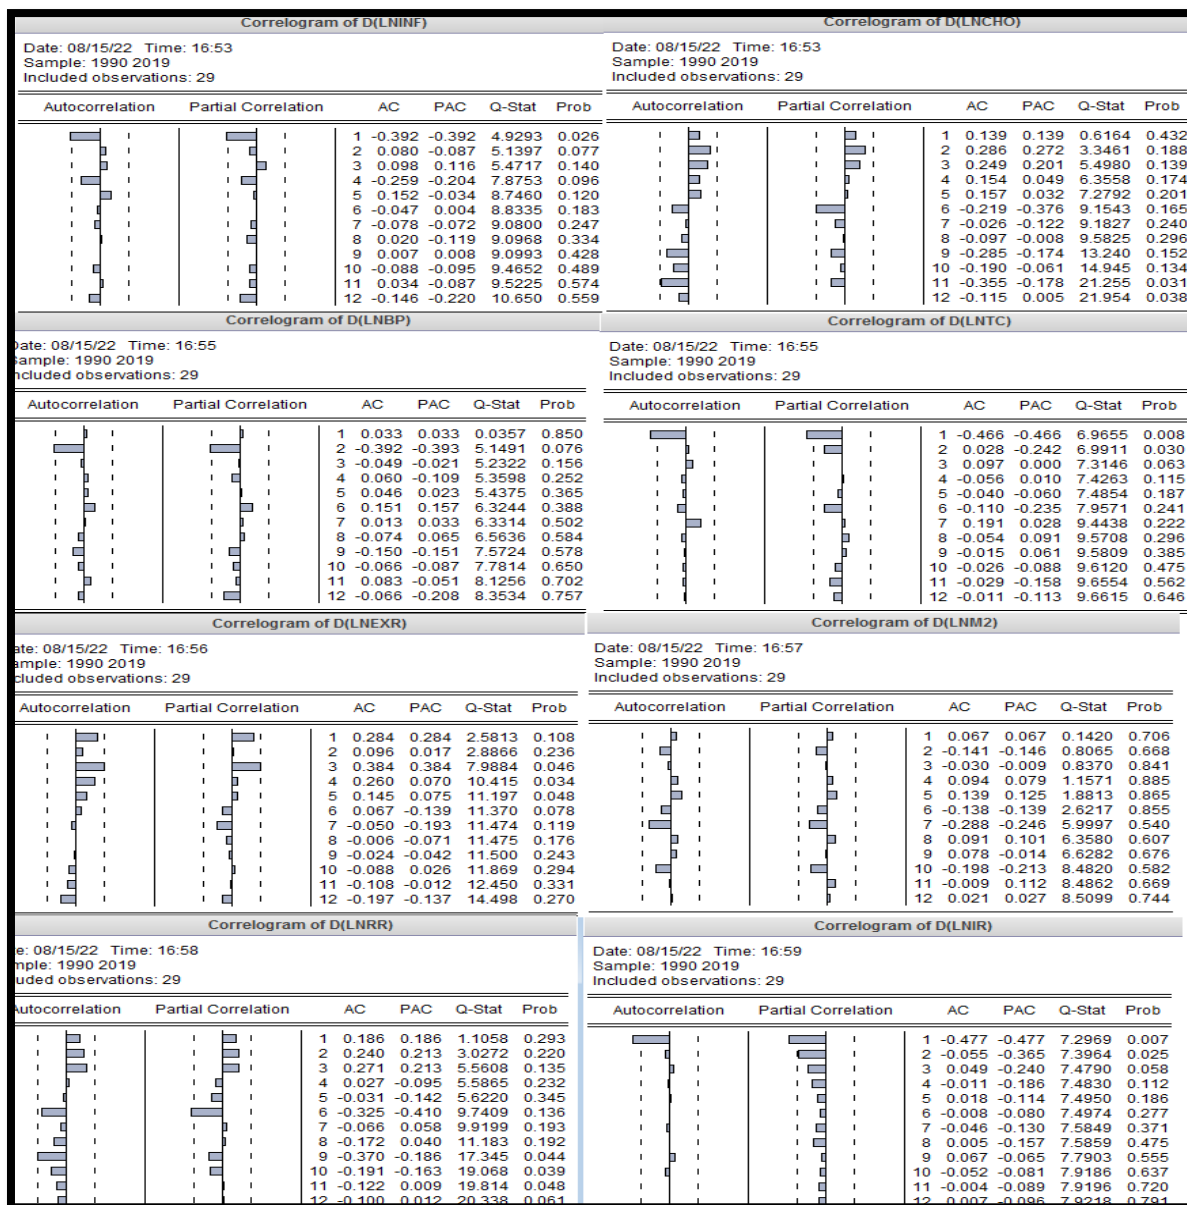 Correlogram of D(LNINF)
Date: 08/15/22 Time: 16:53
Sample: 1990 2019
Included observations: 29
Autocorrelation Partial Correlation AC PAC Q-Stat Prob
1 -0.392 -0.392 4.9293 0.026
2 0.080 -0.087 5.1397 0.077
3 0.098 0.116 5.4717 0.140
4 -0.259 -0.204 7.8753 0.096
5 0.152 -0.034 8.7460 0.120
6 -0.047 0.004 8.8335 0.183
7 -0.078 -0.072 9.0800 0.247
8 0.020 -0.119 9.0968 0.334
9 0.007 0.008 9.0993 0.428
10 -0.088 -0.095 9.4652 0.489
11 0.034 -0.087 9.5225 0.574
12 -0.146 -0.220 10.650 0.559
Correlogram of D(LNCHO)
Date: 08/15/22 Time: 16:53
Sample: 1990 2019
Included observations: 29
Autocorrelation Partial Correlation AC PAC Q-Stat Prob
1 0.139 0.139 0.6164 0.432
2 0.286 0.272 3.3461 0.188
3 0.249 0.201 5.4980 0.139
4 0.154 0.049 6.3558 0.174
5 0.157 0.032 7.2792 0.201
6 -0.219 -0.376 9.1543 0.165
7 -0.026 -0.122 9.1827 0.240
8 -0.097 -0.008 9.5825 0.296
9 -0.285 -0.174 13.240 0.152
10 -0.190 -0.061 14.945 0.134
11 -0.355 -0.178 21.255 0.031
12 -0.115 0.005 21.954 0.038
Correlogram of D(LNBP)
Date: 08/15/22 Time: 16:55
Sample: 1990 2019
ncluded observations: 29
Autocorrelation Partial Correlation AC PAC Q-Stat Prob
1 0.033 0.033 0.0357 0.850
2 -0.392 -0.393 5.1491 0.076
3 -0.049 -0.021 5.2322 0.156
4 0.060 -0.109 5.3598 0.252
5 0.046 0.023 5.4375 0.365
6 0.151 0.157 6.3244 0.388
7 0.013 0.033 6.3314 0.502
8 -0.074 0.065 6.5636 0.584
9 -0.150 -0.151 7.5724 0.578
10 -0.066 -0.087 7.7814 0.650
11 0.083 -0.051 8.1256 0.702
12 -0.066 -0.208 8.3534 0.757
Correlogram of D(LNTC)
Date: 08/15/22 Time: 16:55
Sample: 1990 2019
Included observations: 29
Autocorrelation Partial Correlation AC PAC Q-Stat Prob
1 -0.466 -0.466 6.9655 0.008
2 0.028 -0.242 6.9911 0.030
3 0.097 0.000 7.3146 0.063
4 -0.056 0.010 7.4263 0.115
5 -0.040 -0.060 7.4854 0.187
6 -0.110 -0.235 7.9571 0.241
7 0.191 0.028 9.4438 0.222
8 -0.054 0.091 9.5708 0.296
9 -0.015 0.061 9.5809 0.385
10 -0.026 -0.088 9.6120 0.475
11 -0.029 -0.158 9.6554 0.562
12 -0.011 -0.113 9.6615 0.646
Correlogram of D(LNEXR)
ate: 08/15/22 Time: 16:56
ample: 1990 2019
cluded observations: 29
Autocorrelation Partial Correlation AC PAC Q-Stat Prob
1 0.284 0.284 2.5813 0.108
2 0.096 0.017 2.8866 0.236
3 0.384 0.384 7.9884 0.046
4 0.260 0.070 10.415 0.034
5 0.145 0.075 11.197 0.048
6 0.067 -0.139 11.370 0.078
7 -0.050 -0.193 11.474 0.119
8 -0.006 -0.071 11.475 0.176
9 -0.024 -0.042 11.500 0.243
10 -0.088 0.026 11.869 0.294
11 -0.108 -0.012 12.450 0.331
12 -0.197 -0.137 14.498 0.270
Correlogram of D(LNM2)
Date: 08/15/22 Time: 16:57
Sample: 1990 2019
Included observations: 29
Autocorrelation Partial Correlation AC PAC Q-Stat Prob
1 0.067 0.067 0.1420 0.706
2 -0.141 -0.146 0.8065 0.668
3 -0.030 -0.009 0.8370 0.841
4 0.094 0.079 1.1571 0.885
5 0.139 0.125 1.8813 0.865
6 -0.138 -0.139 2.6217 0.855
7 -0.288 -0.246 5.9997 0.540
8 0.091 0.101 6.3580 0.607
9 0.078 -0.014 6.6282 0.676
10 -0.198 -0.213 8.4820 0.582
11 -0.009 0.112 8.4862 0.669
12 0.021 0.027 8.5099 0.744
Correlogram of D(LNRR)
e: 08/15/22 Time: 16:58
mple: 1990 2019
uded observations: 29
utocorrelation Partial Correlation AC PAC Q-Stat Prob
1 0.186 0.186 1.1058 0.293
2 0.240 0.213 3.0272 0.220
3 0.271 0.213 5.5608 0.135
4 0.027 -0.095 5.5865 0.232
5 -0.031 -0.142 5.6220 0.345
6 -0.325 -0.410 9.7409 0.136
7 -0.066 0.058 9.9199 0.193
8 -0.172 0.040 11.183 0.192
9 -0.370 -0.186 17.345 0.044
10 -0.191 -0.163 19.068 0.039
11 -0.122 0.009 19.814 0.048
12 -0.100 0.012 20.338 0.061
Correlogram of D(LNIR)
Date: 08/15/22 Time: 16:59
Sample: 1990 2019
Included observations: 29
Autocorrelation Partial Correlation AC PAC Q-Stat Prob
1 -0.477 -0.477 7.2969 0.007
2 -0.055 -0.365 7.3964 0.025
3 0.049 -0.240 7.4790 0.058
4 -0.011 -0.186 7.4830 0.112
5 0.018 -0.114 7.4950 0.186
6 -0.008 -0.080 7.4974 0.277
7 -0.046 -0.130 7.5849 0.371
8 0.005 -0.157 7.5859 0.475
9 0.067 -0.065 7.7903 0.555
10 -0.052 -0.081 7.9186 0.637
11 -0.004 -0.089 7.9196 0.720
12 0.007 -0.096 7.9218 0.791